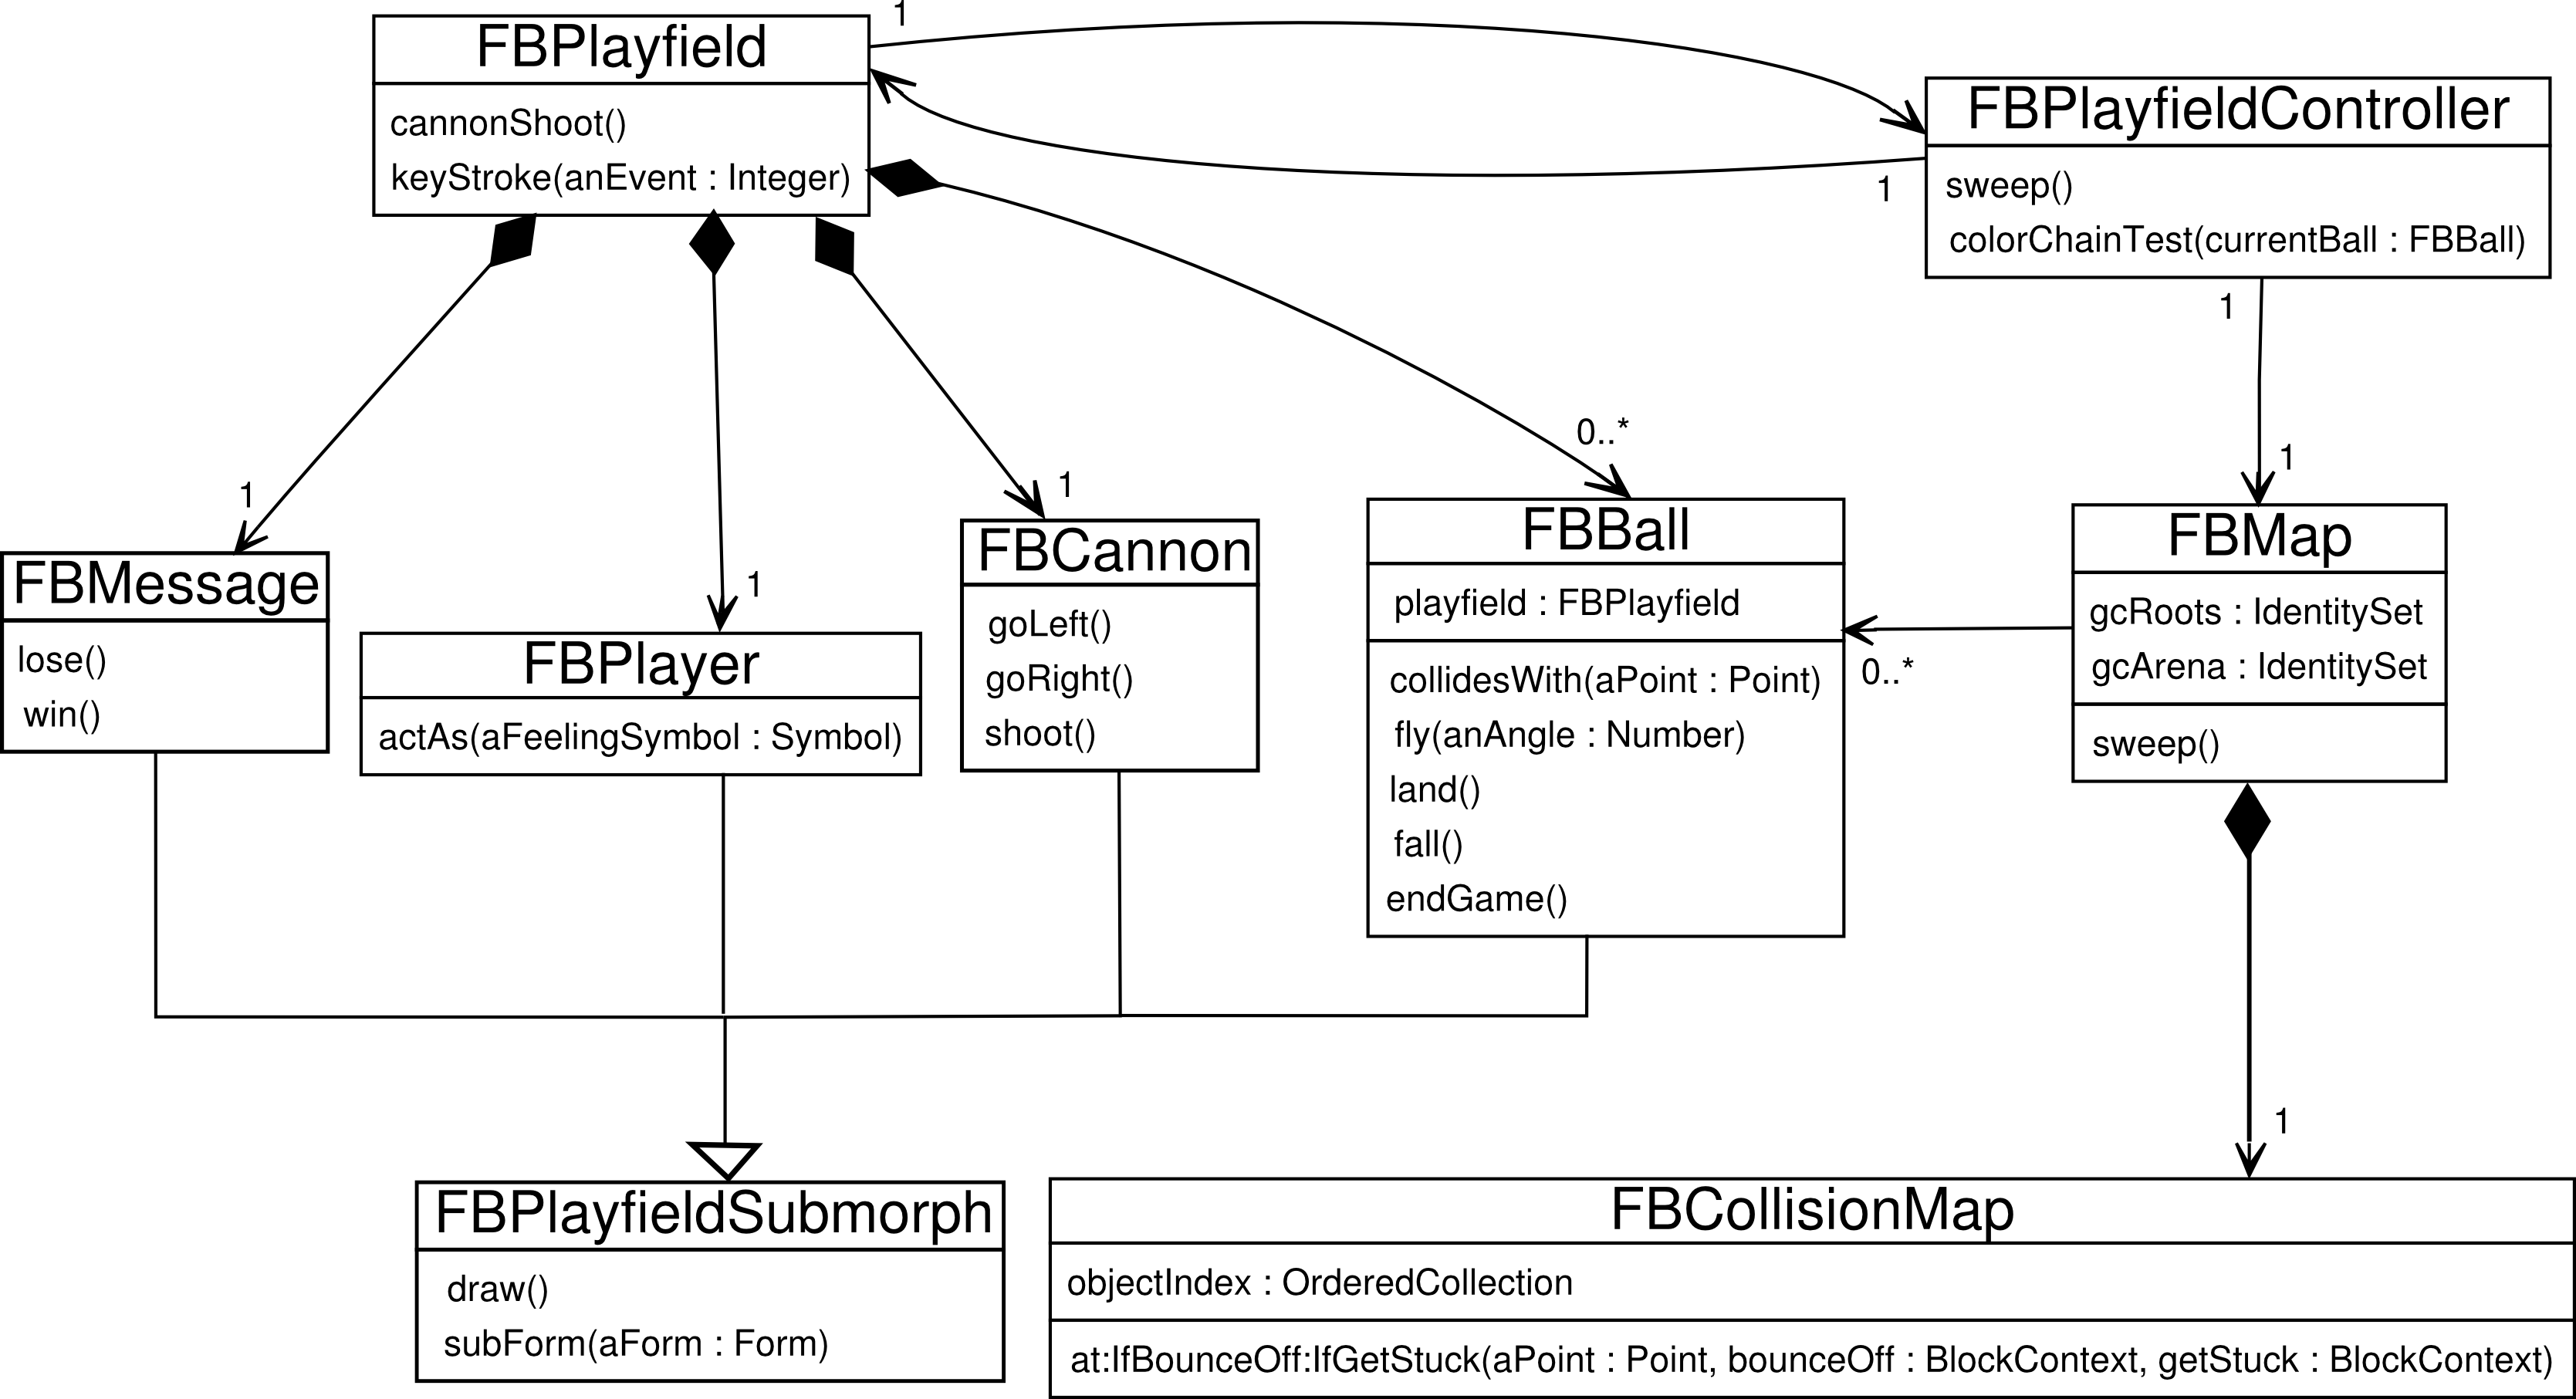 1
FBPlayfield
cannonShoot()
keyStroke(anEvent : Integer)
FBPlayfieldController
sweep()
colorChainTest(currentBall : FBBall)
1
1
0..*
1
1
1
1
FBMessage
lose()
win()
FBPlayer
actAs(aFeelingSymbol : Symbol)
FBCannon
goLeft()
goRight()
shoot()
FBBall
playfield : FBPlayfield
collidesWith(aPoint : Point)
fly(anAngle : Number)
land()
fall()
endGame()
0..*
FBMap
gcRoots : IdentitySet
gcArena : IdentitySet
sweep()
1
FBPlayfieldSubmorph
draw()
subForm(aForm : Form)
FBCollisionMap
objectIndex : OrderedCollection
at:IfBounceOff:IfGetStuck(aPoint : Point, bounceOff : BlockContext, getStuck : BlockContext)